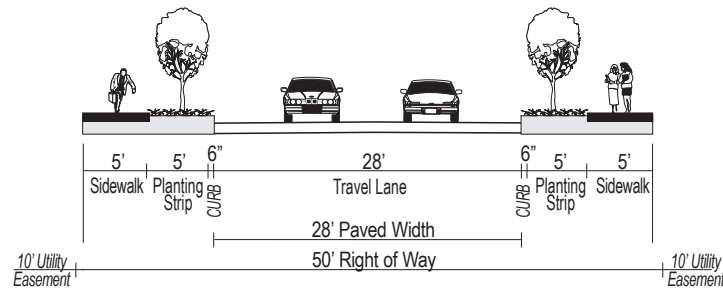 5' 5' 6" 28' 6" 5' 5'
Sidewalk Planting Strip CURB Travel Lane CURB Planting Strip Sidewalk
28' Paved Width
50' Right of Way
10' Utility Easement 10' Utility Easement